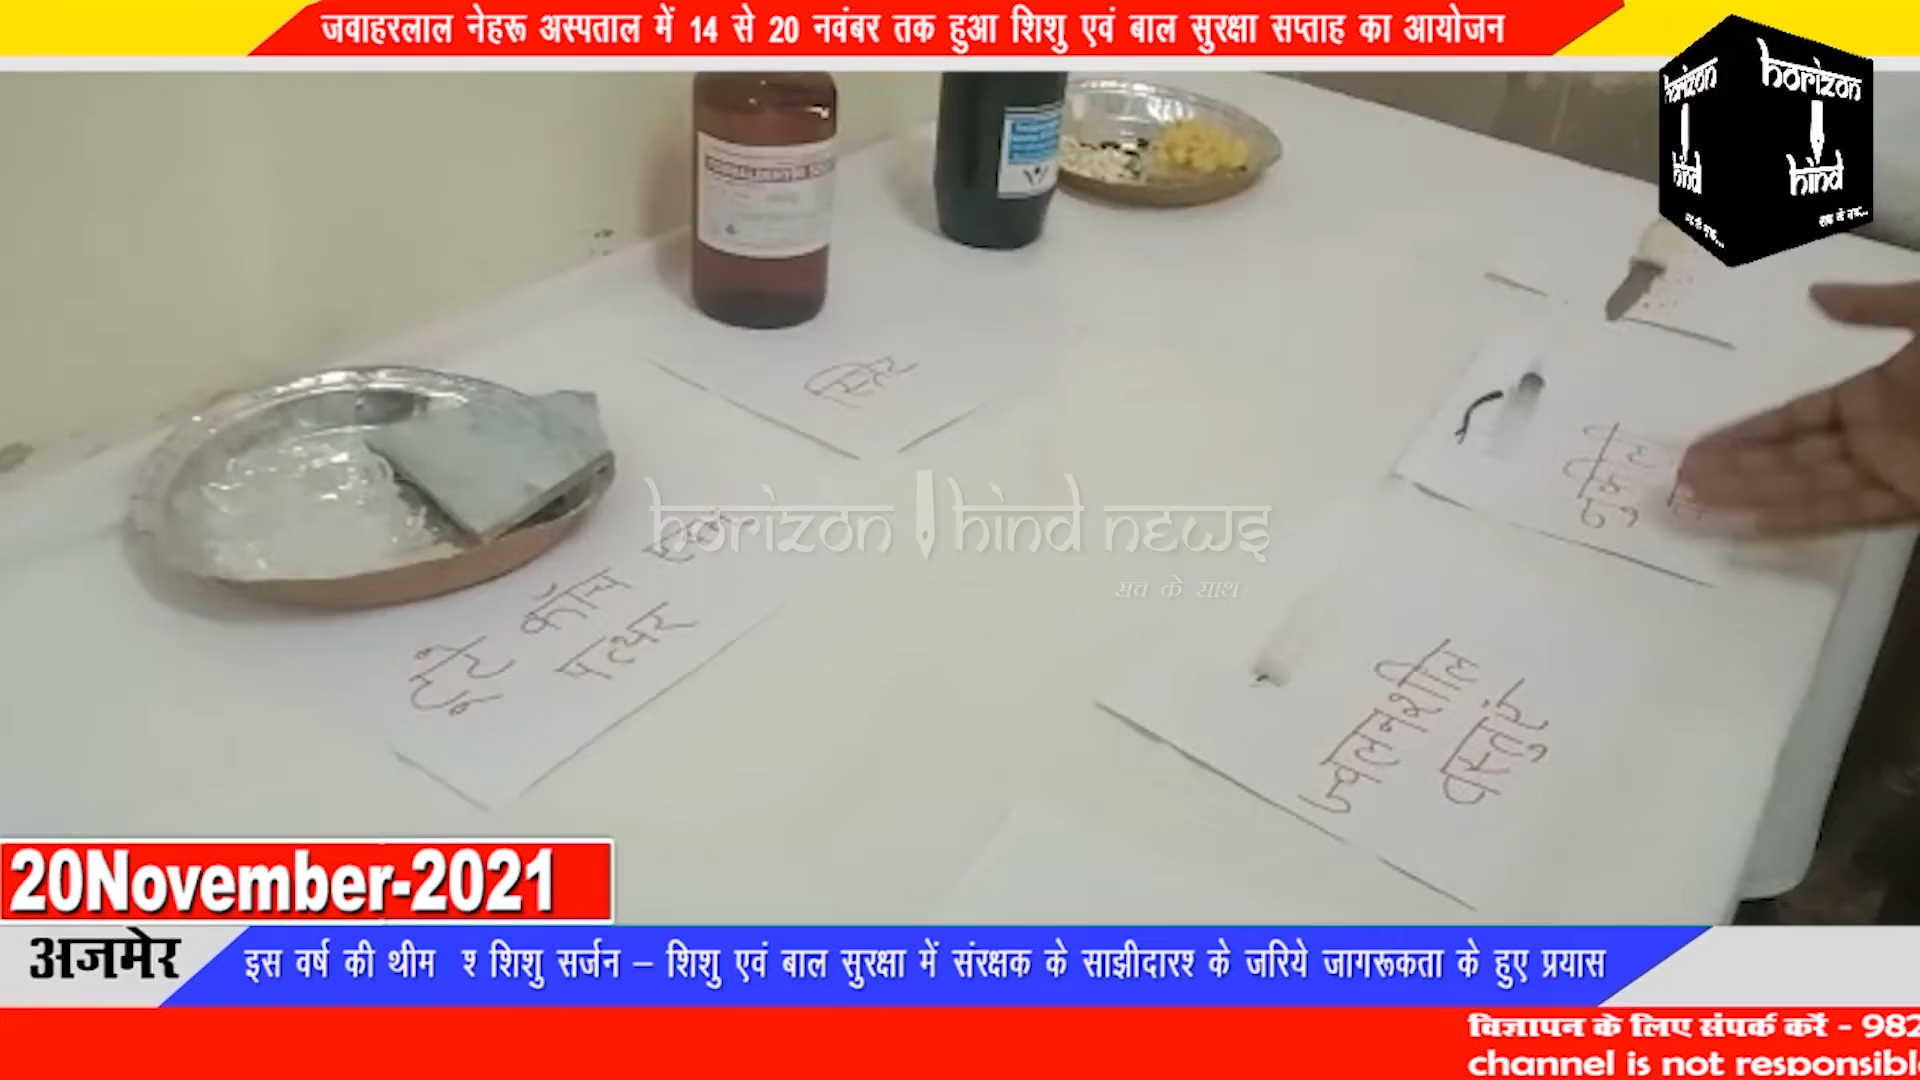 जवाहरलाल नेहरू अस्पताल में 14 से 20 नवंबर तक हुआ शिशु एवं बाल सुरक्षा सप्ताह का आयोजन
horizon
hind
horizon
hind
horizon hind news
सब के साथ
टूटे काँच
पत्थर
ज्वलनशील
वस्तुएं
नुकीली
20November-2021
अजमेर
इस वर्ष की थीम श् शिशु सर्जन – शिशु एवं बाल सुरक्षा में संरक्षक के साझीदारश् के जरिये जागरूकता के हुए प्रयास
विज्ञापन के लिए संपर्क करें - 982
channel is not responsibl